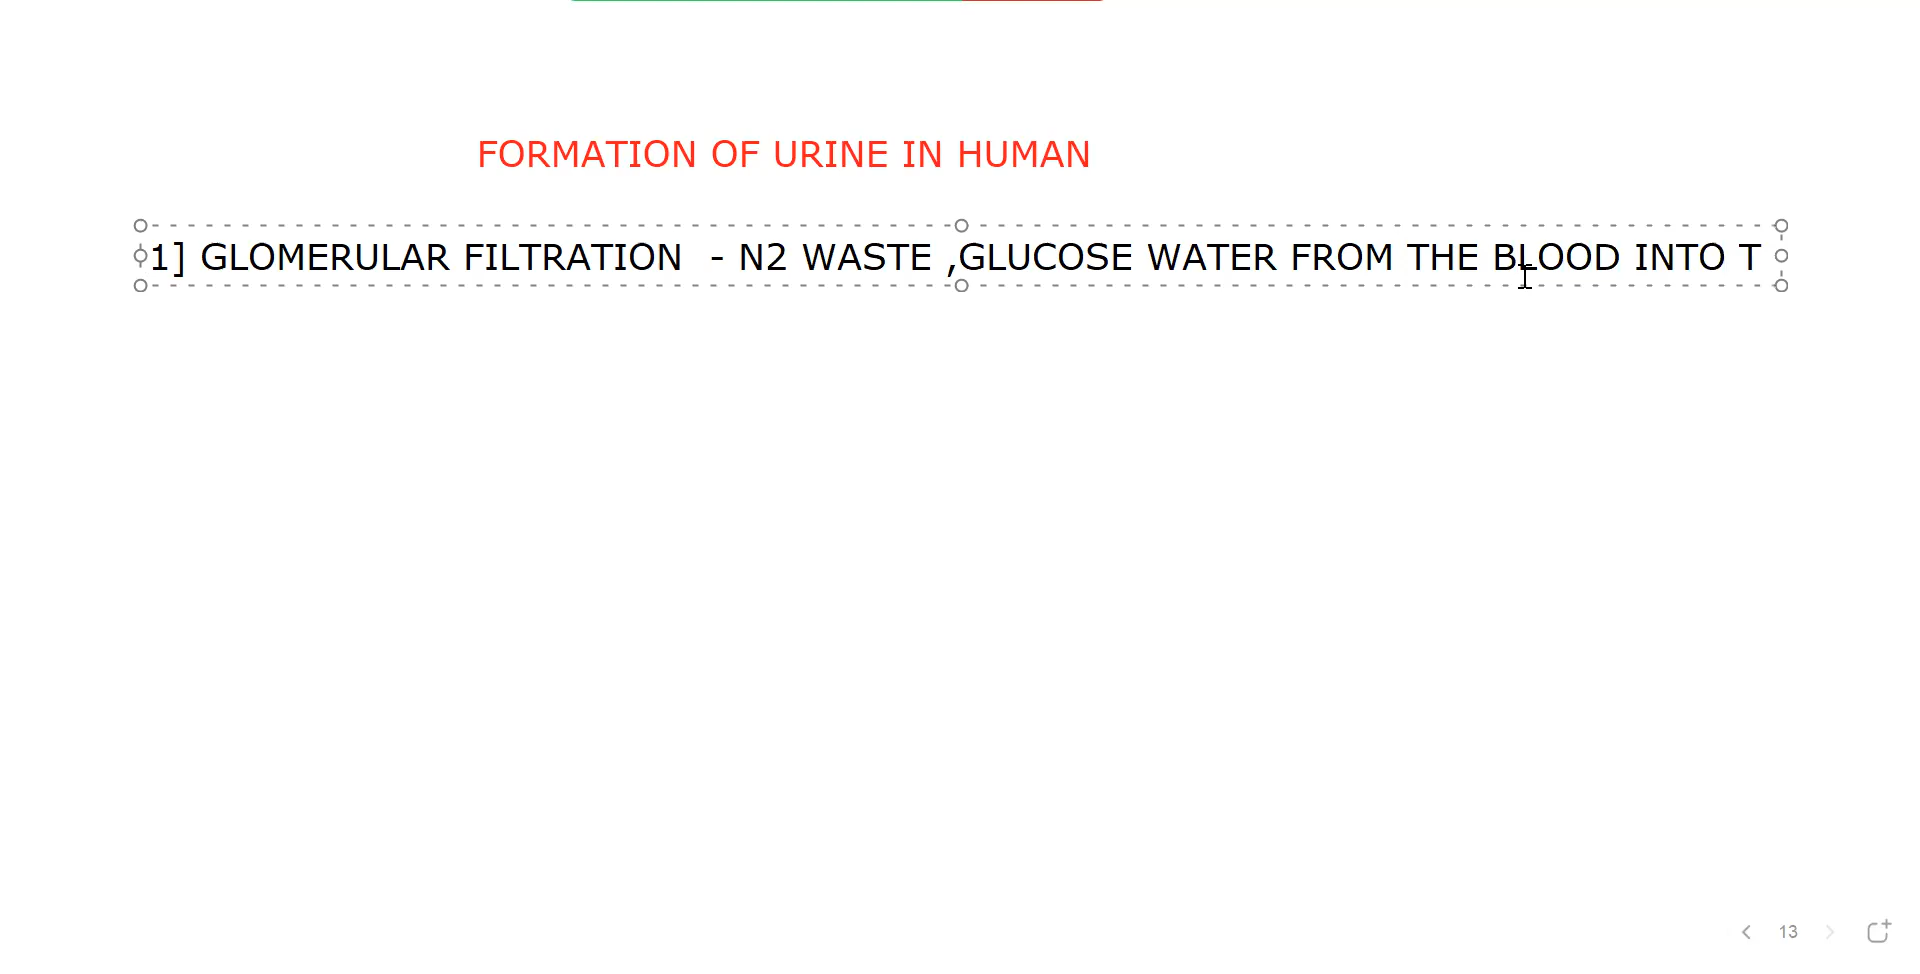 FORMATION OF URINE IN HUMAN
1] GLOMERULAR FILTRATION  - N2 WASTE ,GLUCOSE WATER FROM THE BLOOD INTO T
13